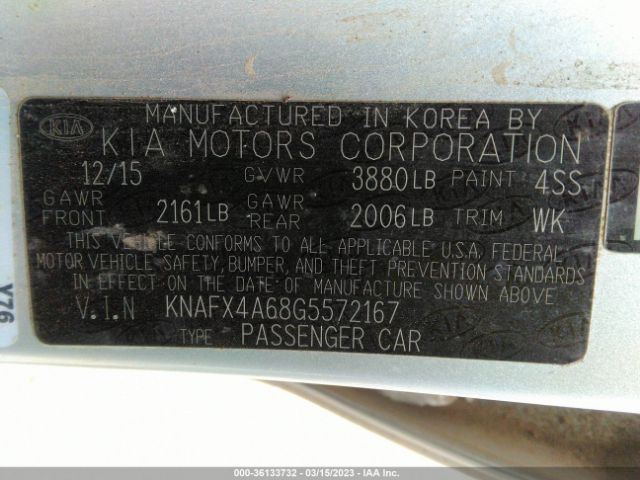 MANUFACTURED IN KOREA BY
KIA KIA MOTORS CORPORATION
12/15 GVWR 3880LB PAINT 4SS
GAWR FRONT 2161LB GAWR REAR 2006LB TRIM WK
THIS VEHICLE CONFORMS TO ALL APPLICABLE U.S.A. FEDERAL
MOTOR VEHICLE SAFETY, BUMPER, AND THEFT PREVENTION STANDARDS
IN EFFECT ON THE DATE OF MANUFACTURE SHOWN ABOVE.
V.I.N KNAFX4A68G5572167
TYPE PASSENGER CAR
Y76
000-36133732 - 03/15/2023 - IAA Inc.